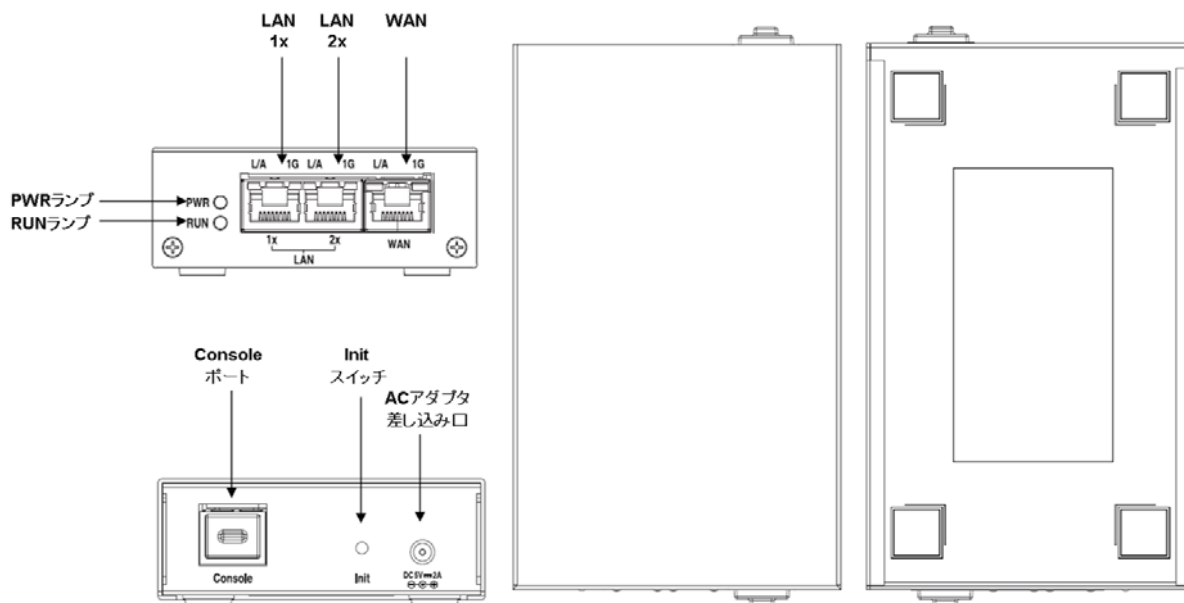 LAN 1x
LAN 2x
WAN
L/A 1G L/A 1G L/A 1G
PWRランプ
PWR
RUNランプ
RUN
1x 2x
WAN
LAN
Console
ポート
Init
スイッチ
ACアダプタ
差し込み口
Console
Init
DC5V⎓2A